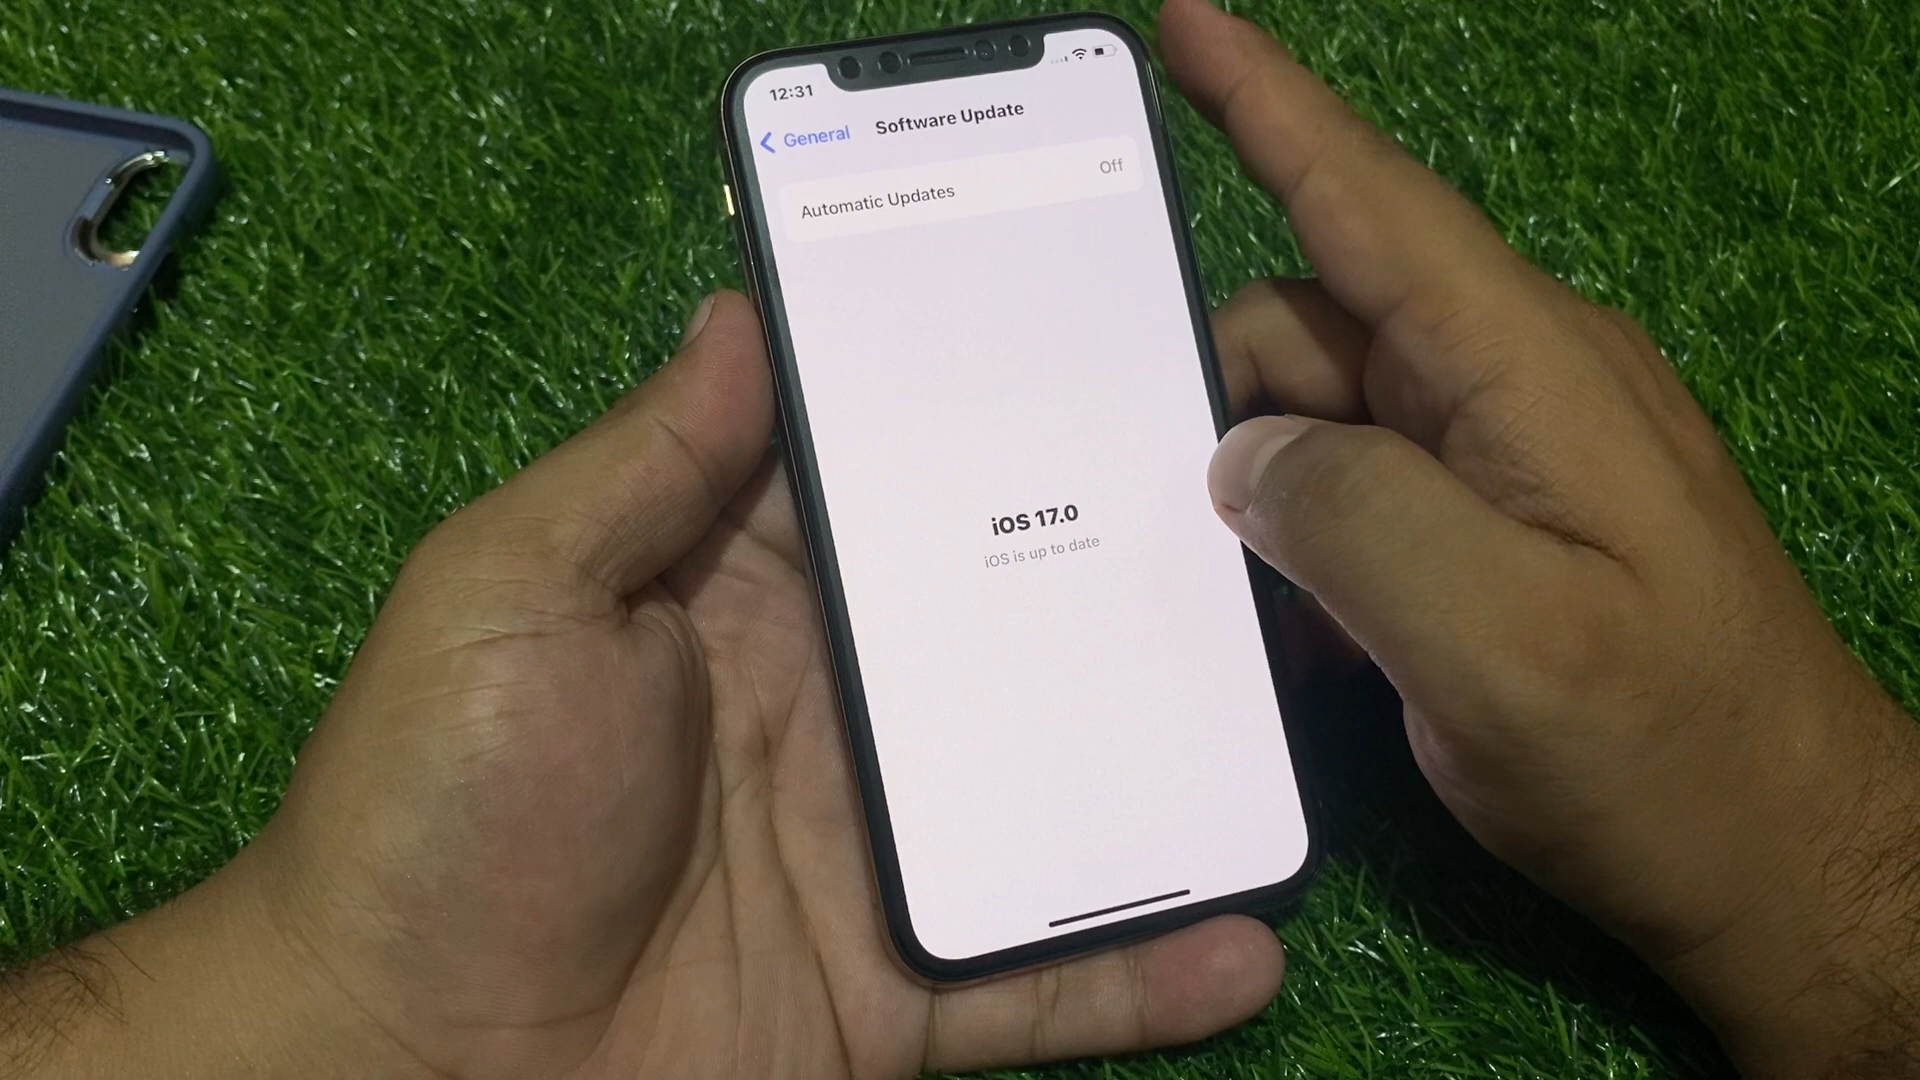 12:31
General
Software Update
Automatic Updates
Off
iOS 17.0
iOS is up to date